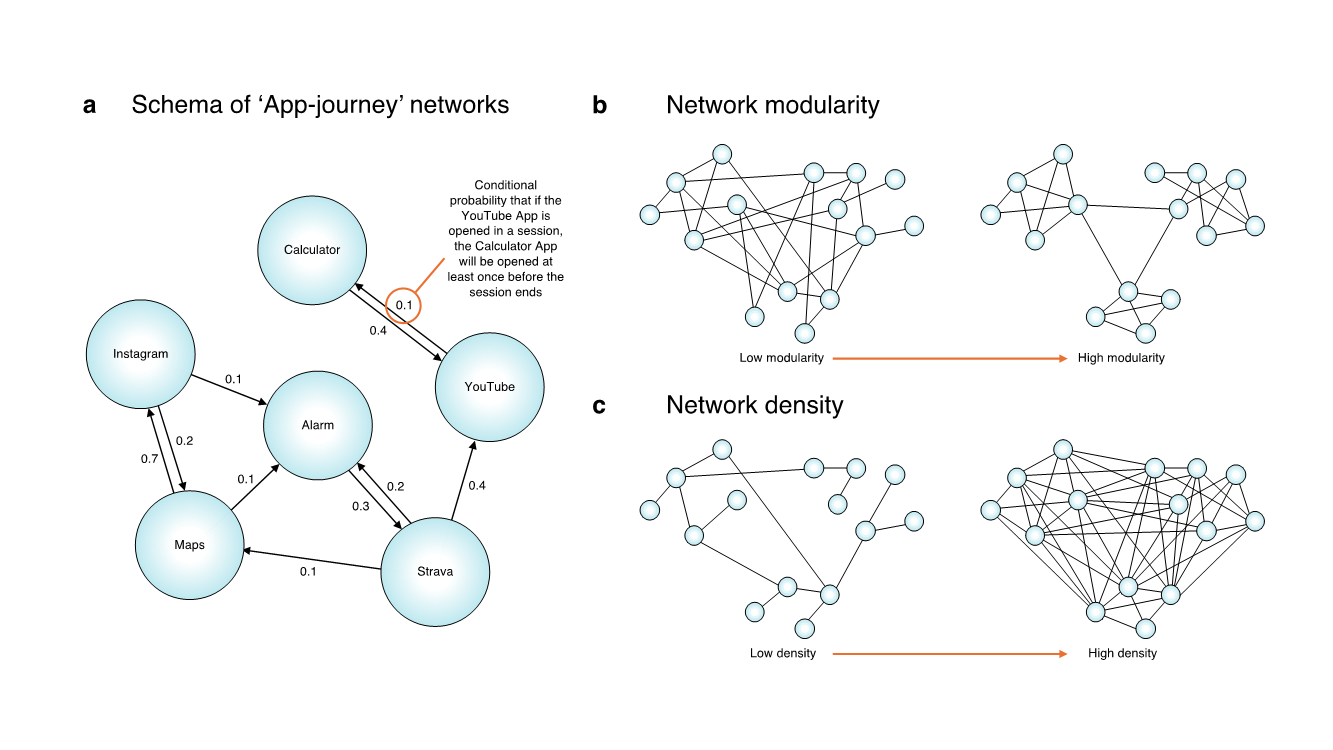 a Schema of ‘App-journey’ networks
Conditional
probability that if the
YouTube App is
opened in a session,
the Calculator App
will be opened at
least once before the
session ends
Calculator
0.1
0.4
Instagram
YouTube
0.1
Alarm
0.2
0.7
0.1
0.2
0.3
0.4
Maps
Strava
0.1
b Network modularity
Low modularity
High modularity
c Network density
Low density
High density